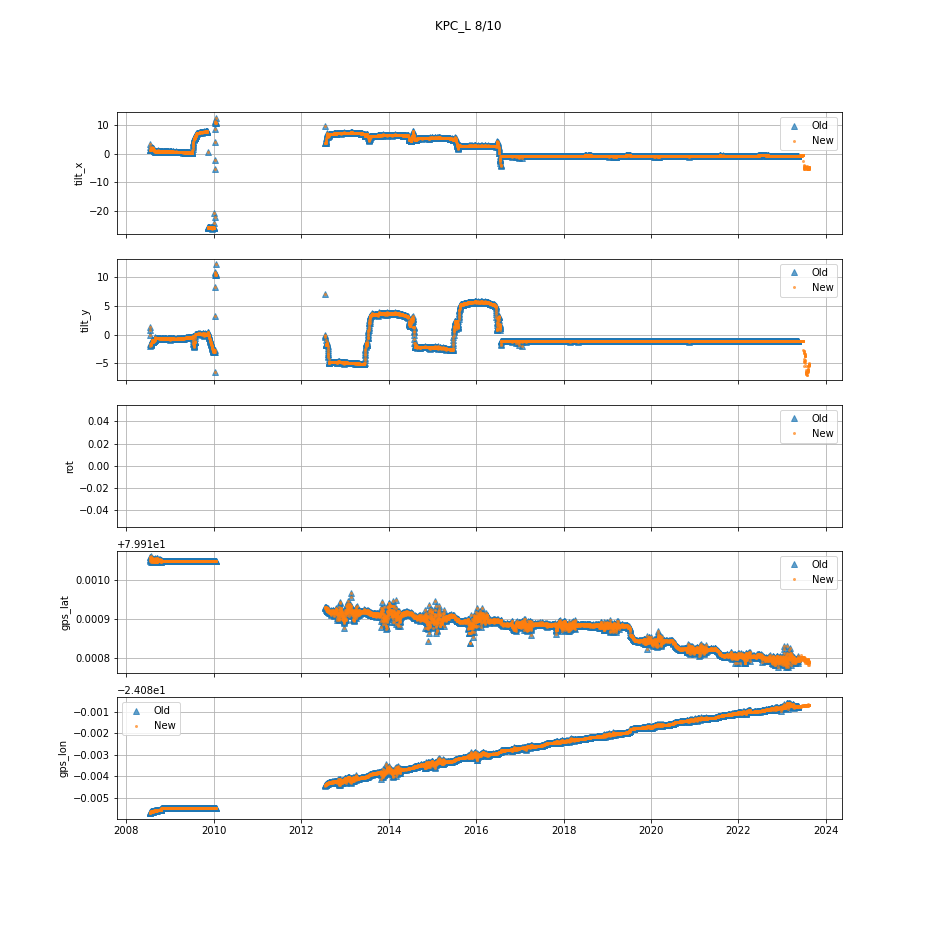 KPC_L 8/10
tilt_x
10
0
−10
−20
Old
New
tilt_y
10
5
0
−5
Old
New
rot
0.04
0.02
0.00
−0.02
−0.04
Old
New
+7.991e1
gps_lat
0.0010
0.0009
0.0008
Old
New
−2.408e1
gps_lon
−0.001
−0.002
−0.003
−0.004
−0.005
Old
New
2008 2010 2012 2014 2016 2018 2020 2022 2024